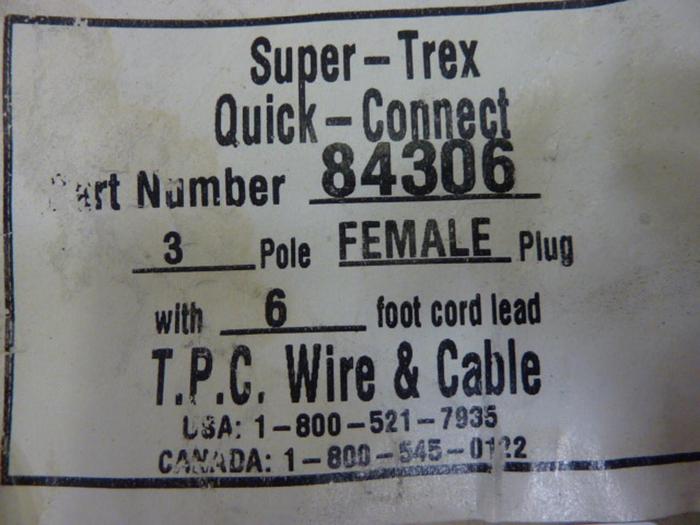 Super-Trex
Quick-Connect
Part Number 84306
3 Pole FEMALE Plug
with 6 foot cord lead
T.P.C. Wire & Cable
USA: 1-800-521-7935
CANADA: 1-800-545-0122